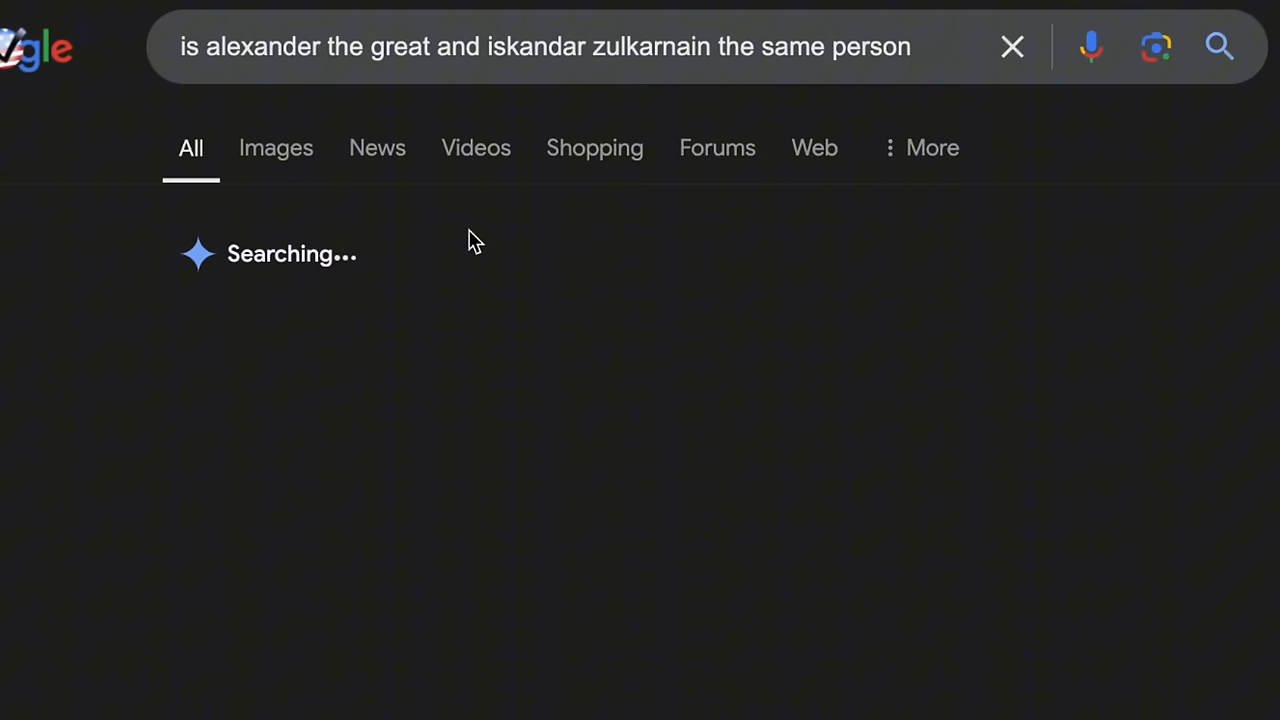 gle
is alexander the great and iskandar zulkarnain the same person
All Images News Videos Shopping Forums Web More
Searching...